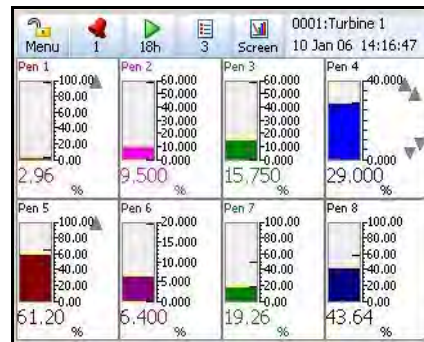 0001:Turbine 1
Menu 1 18h 3 Screen 10 Jan 06 14:16:47
Pen 1 Pen 2 Pen 3 Pen 4
100.00 60.000 60.000 40.000
80.00 50.000 50.000
60.00 40.000 40.000
40.00 30.000 30.000
20.00 20.000 20.000
10.000 10.000
0.00 0.000 0.000 0.000
2.96 9.500 15.750 29.000
% % % %
Pen 5 Pen 6 Pen 7 Pen 8
100.00 20.000 100.00 100.00
80.00 15.000 80.00 80.00
60.00 10.000 60.00 60.00
40.00 5.000 40.00 40.00
20.00 20.00 20.00
0.00 0.000 0.00 0.00
61.20 6.400 19.26 43.64
% % % %